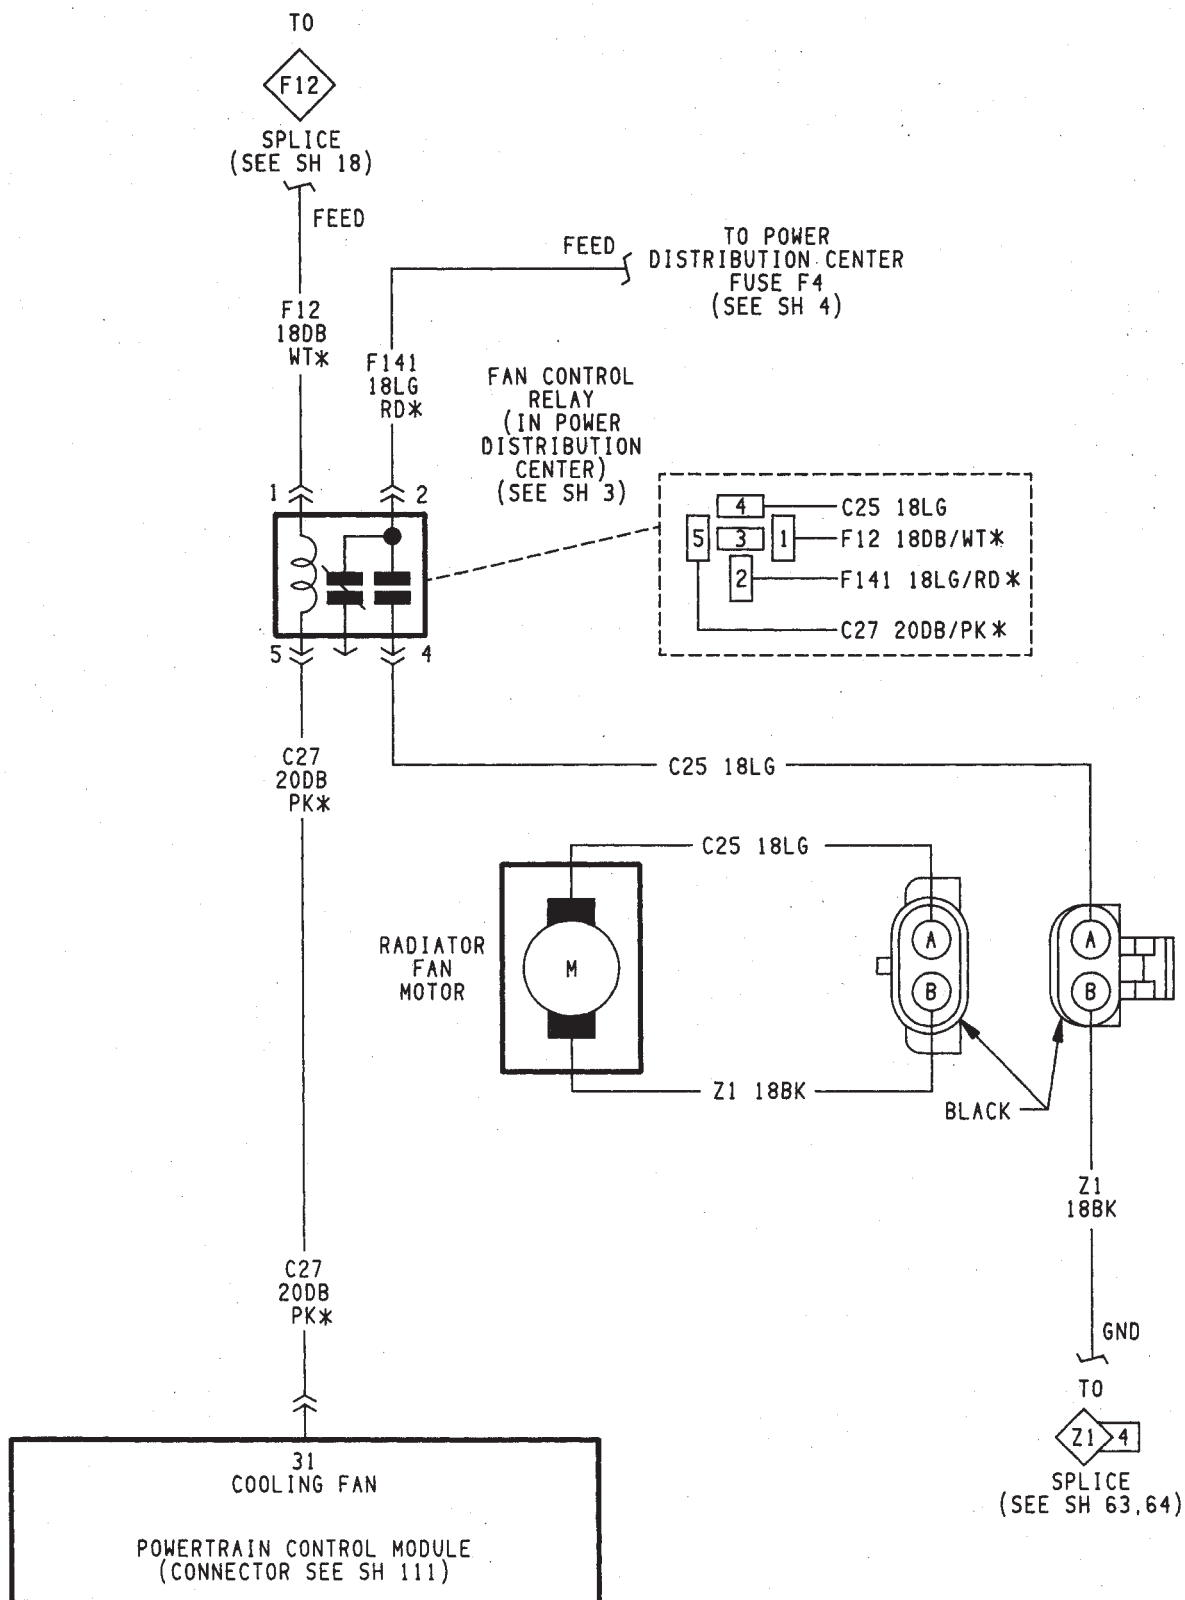 TO
F12
SPLICE
(SEE SH 18)
FEED
FEED
TO POWER
DISTRIBUTION CENTER
FUSE F4
(SEE SH 4)
F12
18DB
WT*
F141
18LG
RD*
FAN CONTROL
RELAY
(IN POWER
DISTRIBUTION
CENTER)
(SEE SH 3)
1
2
4
C25 18LG
5
3
1
F12 18DB/WT*
2
F141 18LG/RD*
C27 20DB/PK*
5
4
C27
20DB
PK*
C25 18LG
C25 18LG
RADIATOR
FAN
MOTOR
M
A
B
A
B
Z1 18BK
BLACK
Z1
18BK
C27
20DB
PK*
GND
TO
Z1 4
SPLICE
(SEE SH 63,64)
31
COOLING FAN
POWERTRAIN CONTROL MODULE
(CONNECTOR SEE SH 111)